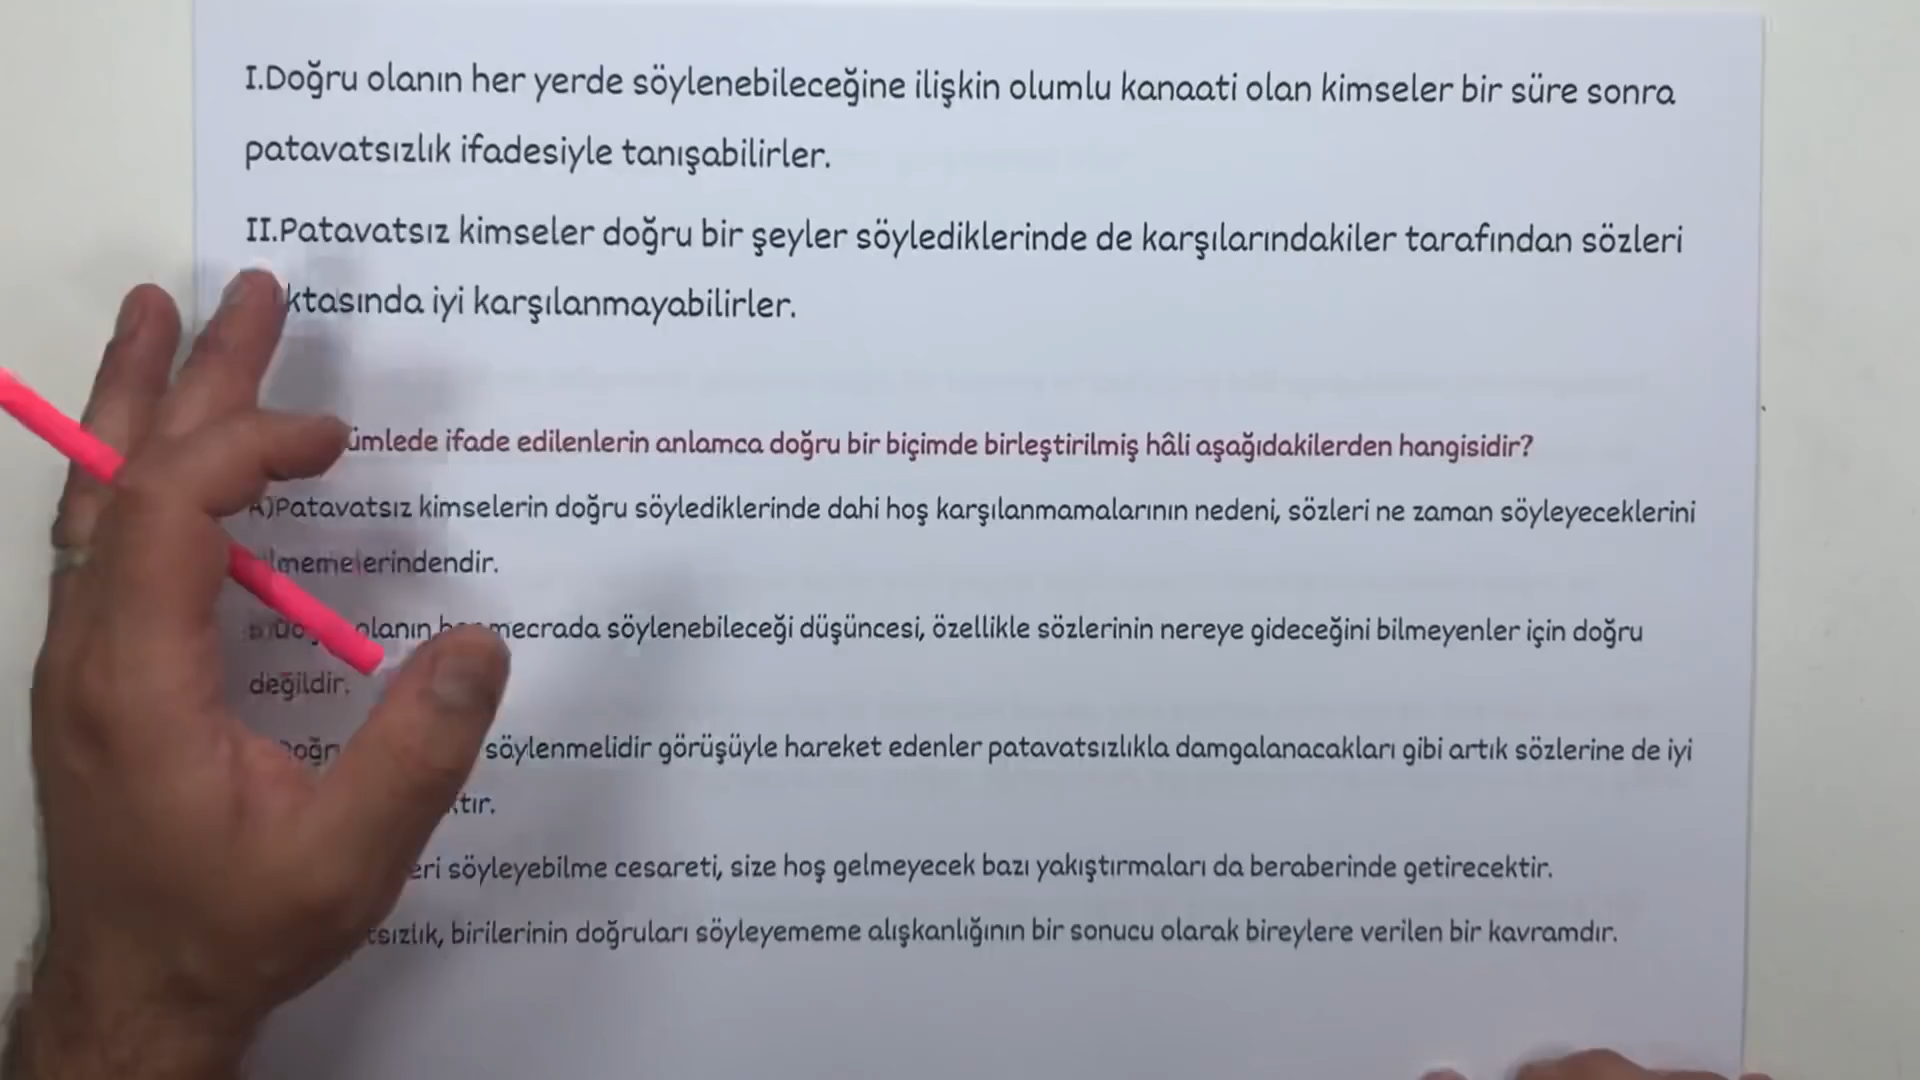 I.Doğru olanın her yerde söylenebileceğine ilişkin olumlu kanaati olan kimseler bir süre sonra
patavatsızlık ifadesiyle tanışabilirler.
II.Patavatsız kimseler doğru bir şeyler söylediklerinde de karşılarındakiler tarafından sözleri
ktasında iyi karşılanmayabilirler.
ümlede ifade edilenlerin anlamca doğru bir biçimde birleştirilmiş hâli aşağıdakilerden hangisidir?
A)Patavatsız kimselerin doğru söylediklerinde dahi hoş karşılanmamalarının nedeni, sözleri ne zaman söyleyeceklerini
lmemelerindendir.
olanın mecrada söylenebileceği düşüncesi, özellikle sözlerinin nereye gideceğini bilmeyenler için doğru
değildir.
söylenmelidir görüşüyle hareket edenler patavatsızlıkla damgalanacakları gibi artık sözlerine de iyi
tır.
eri söyleyebilme cesareti, size hoş gelmeyecek bazı yakıştırmaları da beraberinde getirecektir.
tsızlık, birilerinin doğruları söyleyememe alışkanlığının bir sonucu olarak bireylere verilen bir kavramdır.